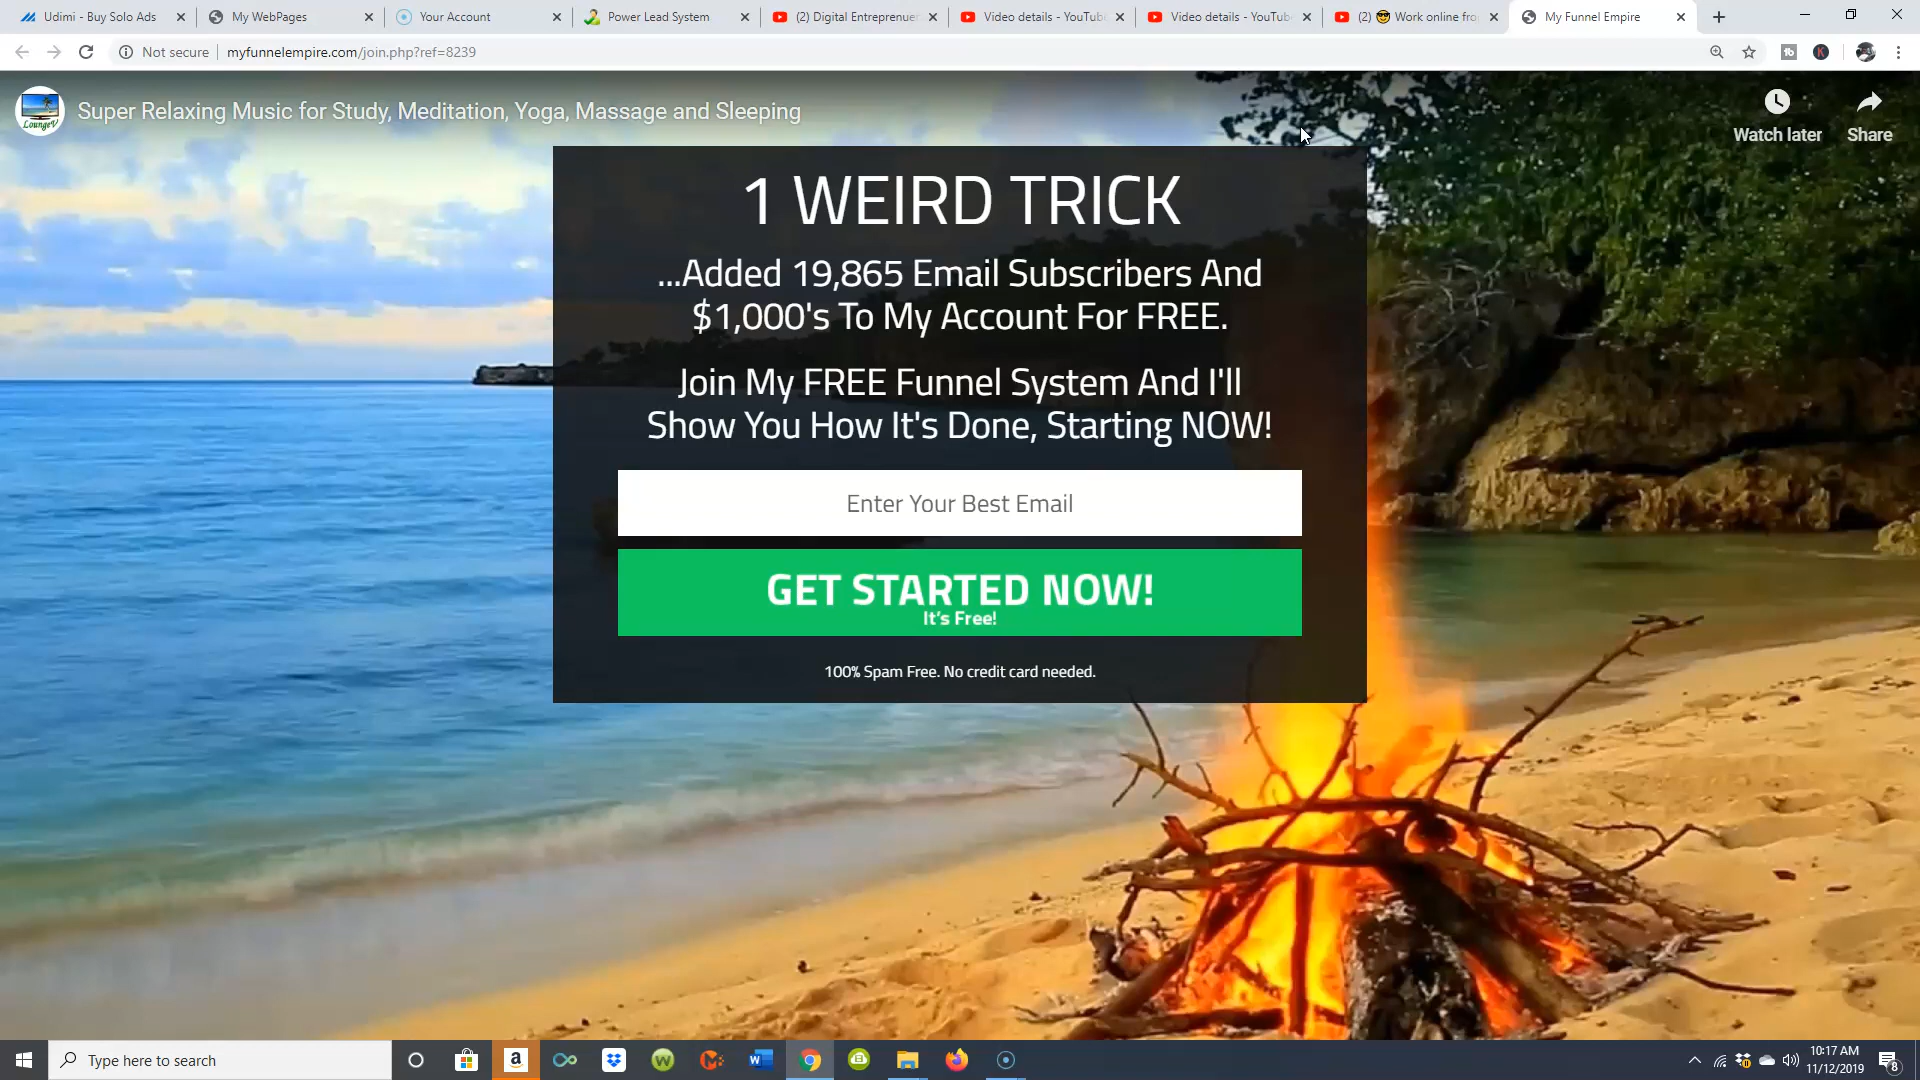 Udimi - Buy Solo Ads
My WebPages
Your Account
Power Lead System
(2) Digital Entreprenuer
Video details - YouTube
Video details - YouTube
(2) 😎 Work online fro
My Funnel Empire
Not secure
myfunnelempire.com/join.php?ref=8239
Super Relaxing Music for Study, Meditation, Yoga, Massage and Sleeping
LoungeV
Watch later
Share
1 WEIRD TRICK
...Added 19,865 Email Subscribers And
$1,000's To My Account For FREE.
Join My FREE Funnel System And I'll
Show You How It's Done, Starting NOW!
Enter Your Best Email
GET STARTED NOW!
It's Free!
100% Spam Free. No credit card needed.
Type here to search
10:17 AM
11/12/2019
8